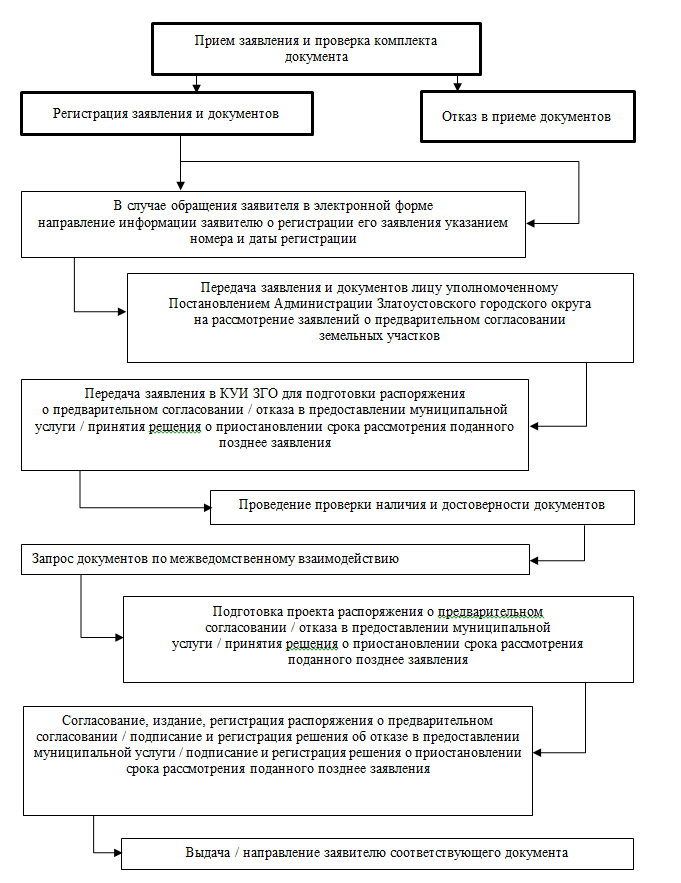 Прием заявления и проверка комплекта
документа
Регистрация заявления и документов
Отказ в приеме документов
В случае обращения заявителя в электронной форме
направление информации заявителю о регистрации его заявления указанием
номера и даты регистрации
Передача заявления и документов лицу уполномоченному
Постановлением Администрации Златоустовского городского округа
на рассмотрение заявлений о предварительном согласовании
земельных участков
Передача заявления в КУИ ЗГО для подготовки распоряжения
о предварительном согласовании / отказа в предоставлении муниципальной
услуги / принятия решения о приостановлении срока рассмотрения поданного
позднее заявления
Проведение проверки наличия и достоверности документов
Запрос документов по межведомственному взаимодействию
Подготовка проекта распоряжения о предварительном
согласовании / отказа в предоставлении муниципальной
услуги / принятия решения о приостановлении срока рассмотрения
поданного позднее заявления
Согласование, издание, регистрация распоряжения о предварительном
согласовании / подписание и регистрация решения об отказе в предоставлении
муниципальной услуги / подписание и регистрация решения о приостановлении
срока рассмотрения поданного позднее заявления
Выдача / направление заявителю соответствующего документа